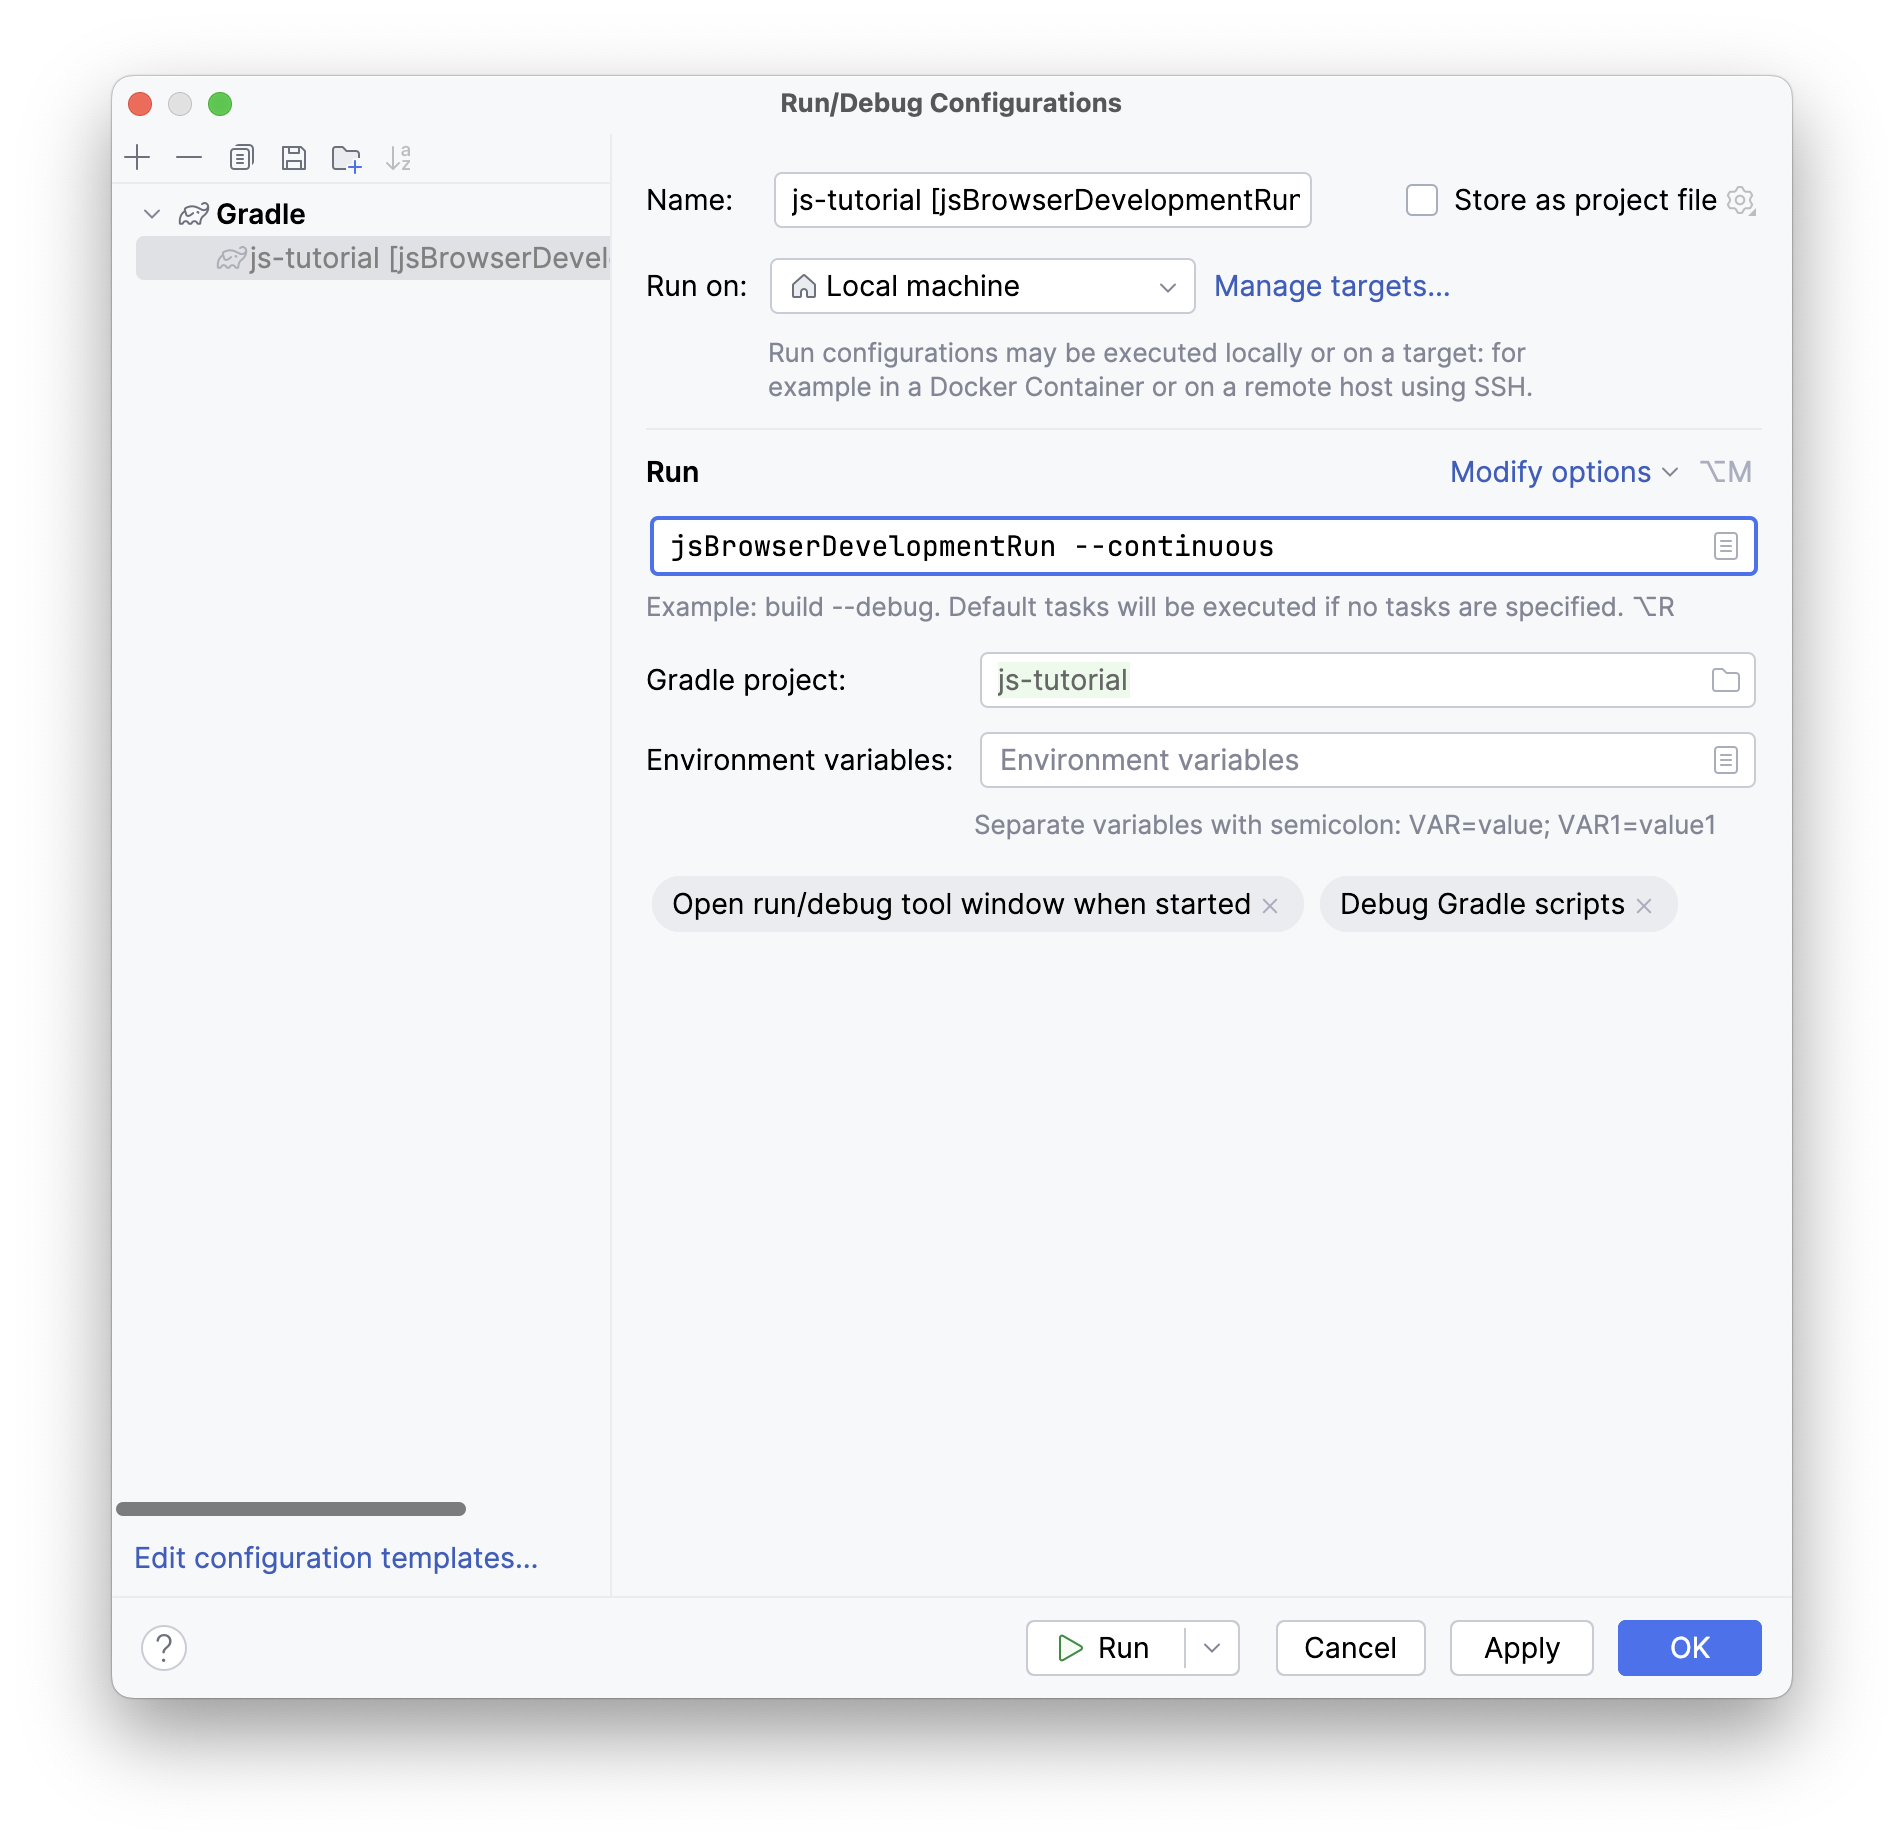 Run/Debug Configurations
Gradle
js-tutorial [jsBrowserDevel
Name:
js-tutorial [jsBrowserDevelopmentRun
Store as project file
Run on:
Local machine
Manage targets...
Run configurations may be executed locally or on a target: for
example in a Docker Container or on a remote host using SSH.
Run
Modify options
⌥M
jsBrowserDevelopmentRun --continuous
Example: build --debug. Default tasks will be executed if no tasks are specified. ⌥R
Gradle project:
js-tutorial
Environment variables:
Environment variables
Separate variables with semicolon: VAR=value; VAR1=value1
Open run/debug tool window when started
Debug Gradle scripts
Edit configuration templates...
?
Run
Cancel
Apply
OK